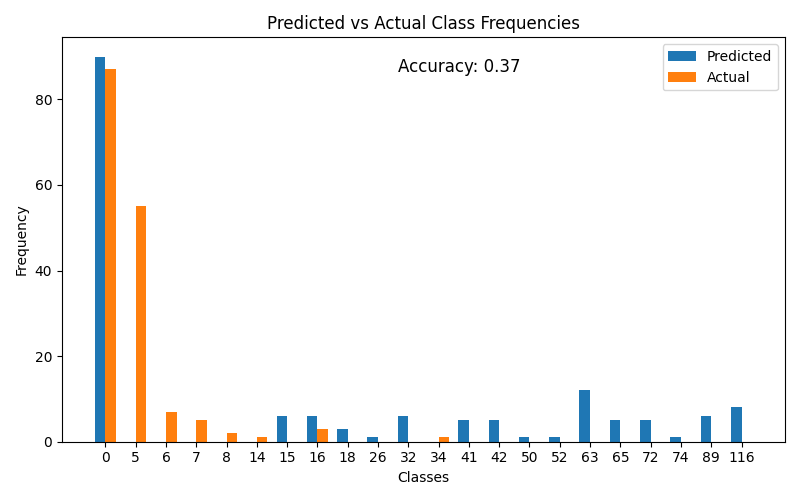 Predicted vs Actual Class Frequencies
Accuracy: 0.37
Predicted
Actual
Frequency
80
60
40
20
0
0 5 6 7 8 14 15 16 18 26 32 34 41 42 50 52 63 65 72 74 89 116
Classes